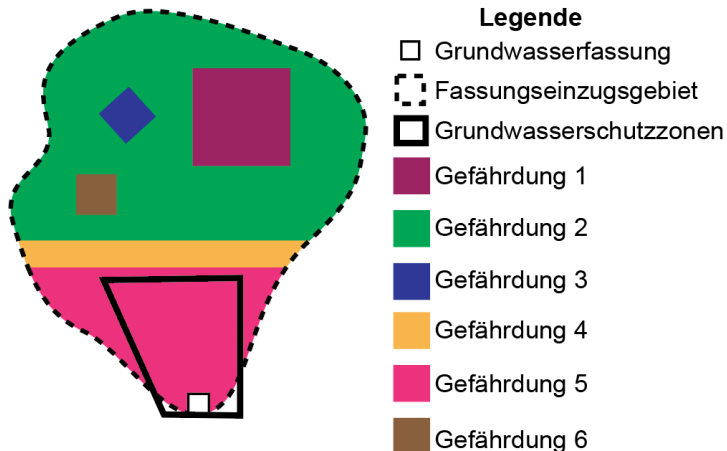 Legende
Grundwasserfassung
Fassungseinzugsgebiet
Grundwasserschutzzonen
Gefährdung 1
Gefährdung 2
Gefährdung 3
Gefährdung 4
Gefährdung 5
Gefährdung 6